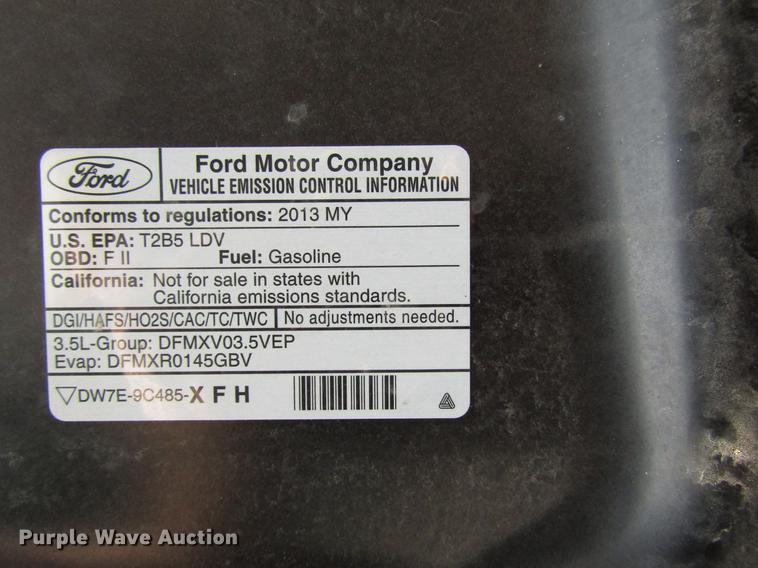 Ford
Ford Motor Company
VEHICLE EMISSION CONTROL INFORMATION
Conforms to regulations: 2013 MY
U.S. EPA: T2B5 LDV
OBD: F II Fuel: Gasoline
California: Not for sale in states with
California emissions standards.
DGI/HAFS/HO2S/CAC/TC/TWC No adjustments needed.
3.5L-Group: DFMXV03.5VEP
Evap: DFMXR0145GBV
DW7E-9C485-X F H
Purple Wave Auction